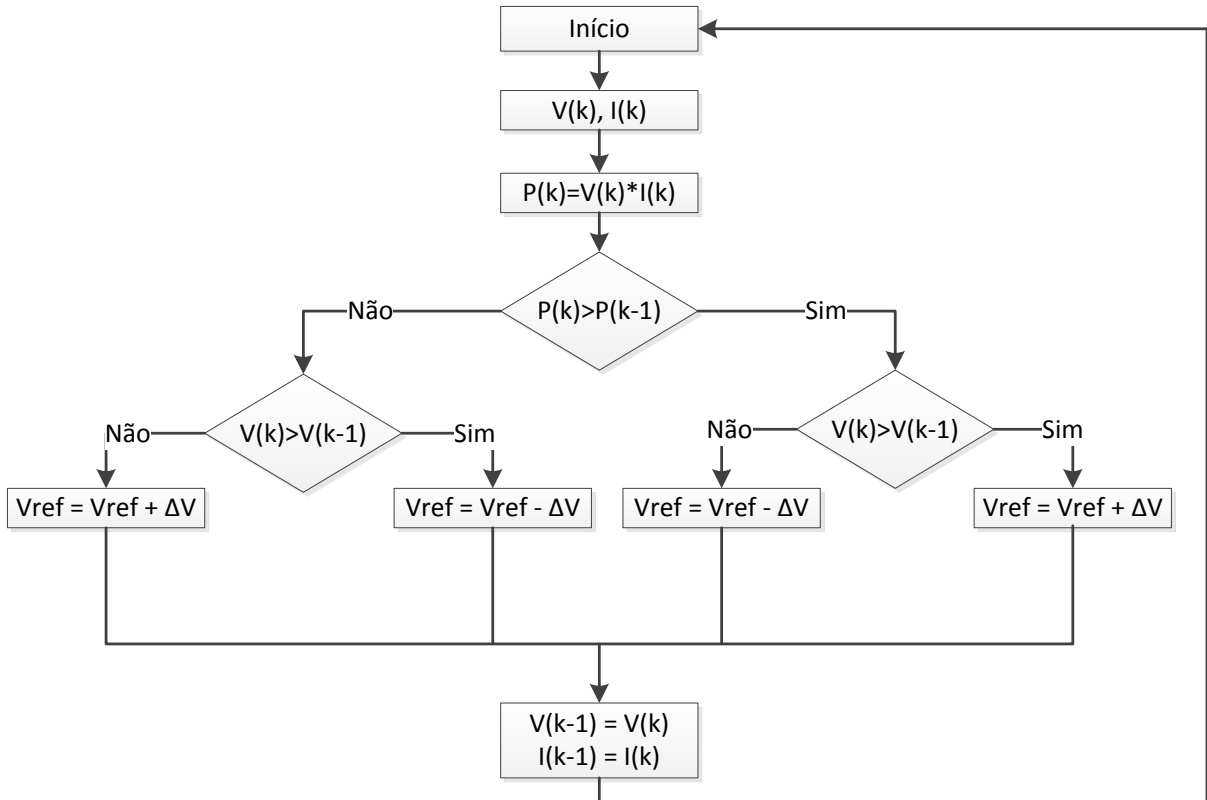 Início
V(k), I(k)
P(k)=V(k)*I(k)
P(k)>P(k-1)
Não
Sim
V(k)>V(k-1)
Não
Sim
V(k)>V(k-1)
Não
Sim
Vref = Vref + ΔV
Vref = Vref - ΔV
Vref = Vref - ΔV
Vref = Vref + ΔV
V(k-1) = V(k)
I(k-1) = I(k)